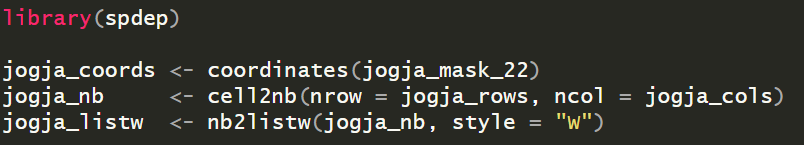 library(spdep)
jogja_coords <- coordinates(jogja_mask_22)
jogja_nb     <- cell2nb(nrow = jogja_rows, ncol = jogja_cols)
jogja_listw  <- nb2listw(jogja_nb, style = "W")